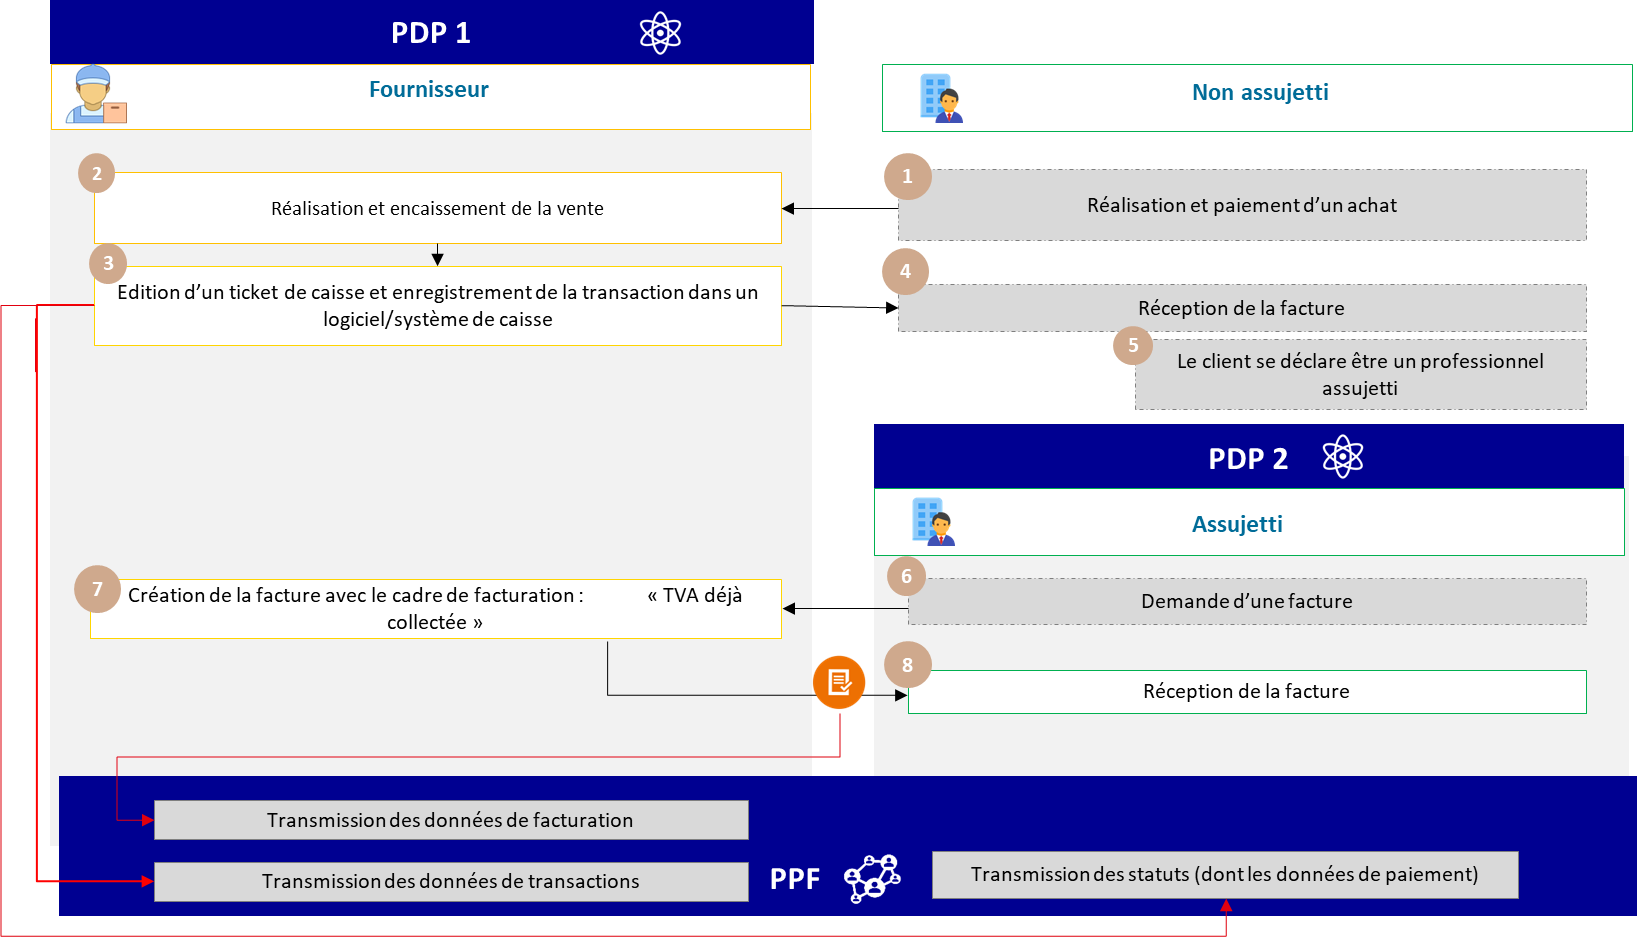 PDP 1
Fournisseur
Non assujetti
2
Réalisation et encaissement de la vente
1
Réalisation et paiement d’un achat
3
Edition d’un ticket de caisse et enregistrement de la transaction dans un
logiciel/système de caisse
4
Réception de la facture
5
Le client se déclare être un professionnel
assujetti
PDP 2
Assujetti
6
Demande d’une facture
7
Création de la facture avec le cadre de facturation : « TVA déjà
collectée »
8
Réception de la facture
Transmission des données de facturation
Transmission des données de transactions
PPF
Transmission des statuts (dont les données de paiement)